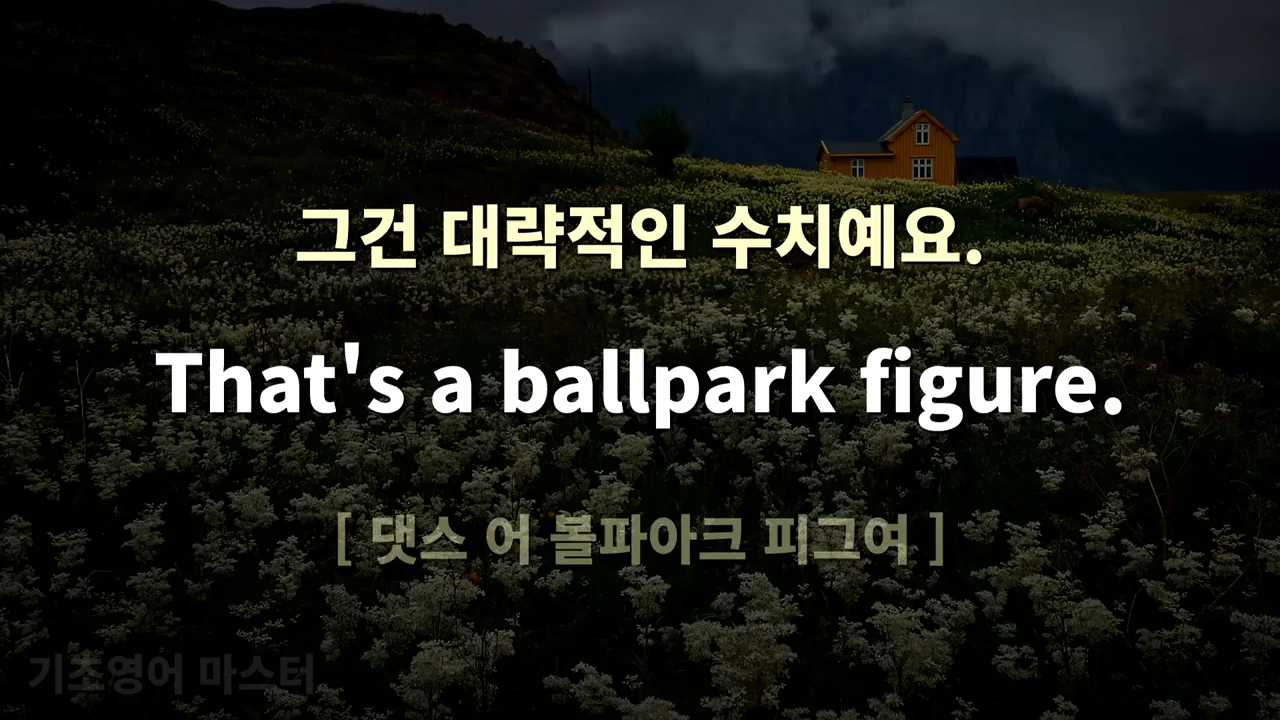 그건 대략적인 수치예요.
That's a ballpark figure.
[ 댓스 어 볼파아크 피그여 ]
기조영어 마스터